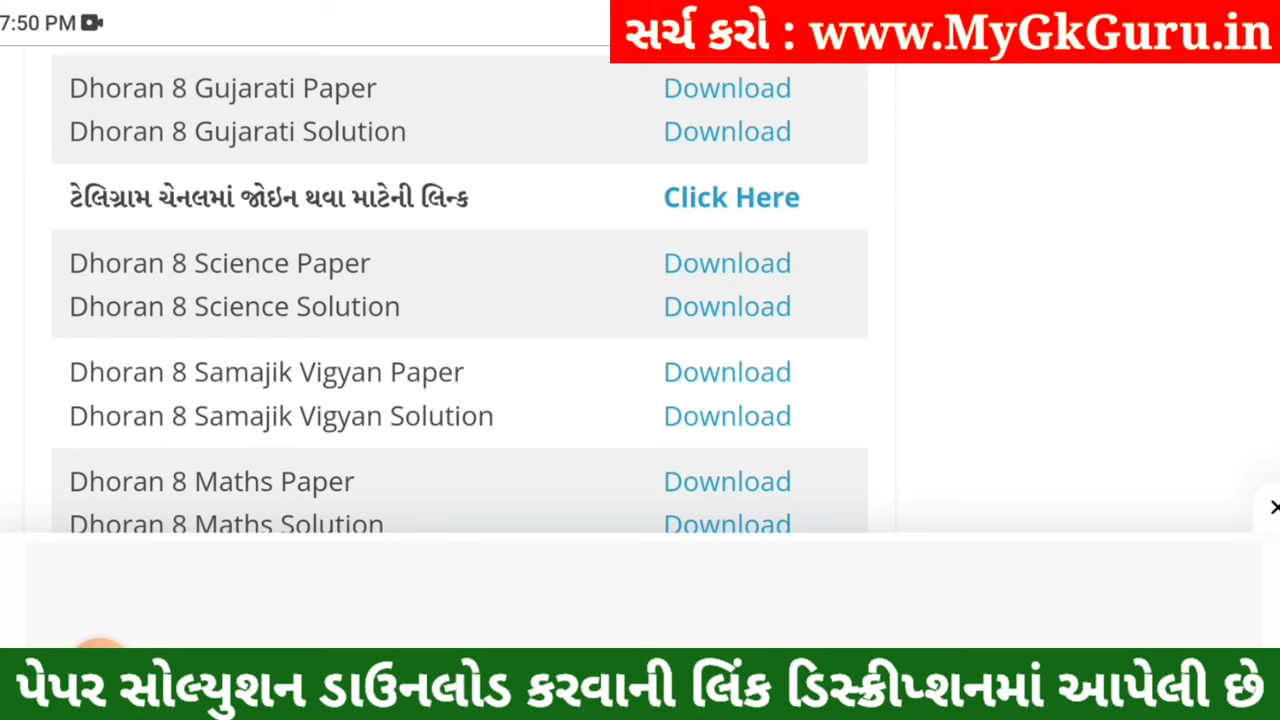 7:50 PM
સર્ચ કરો : www.MyGkGuru.in
Dhoran 8 Gujarati Paper Download
Dhoran 8 Gujarati Solution Download
ટેલિગ્રામ ચેનલમાં જોઇન થવા માટેની લિન્ક Click Here
Dhoran 8 Science Paper Download
Dhoran 8 Science Solution Download
Dhoran 8 Samajik Vigyan Paper Download
Dhoran 8 Samajik Vigyan Solution Download
Dhoran 8 Maths Paper Download
Dhoran 8 Maths Solution Download
પેપર સોલ્યુશન ડાઉનલોડ કરવાની લિંક ડિસ્ક્રીપ્શનમાં આપેલી છે